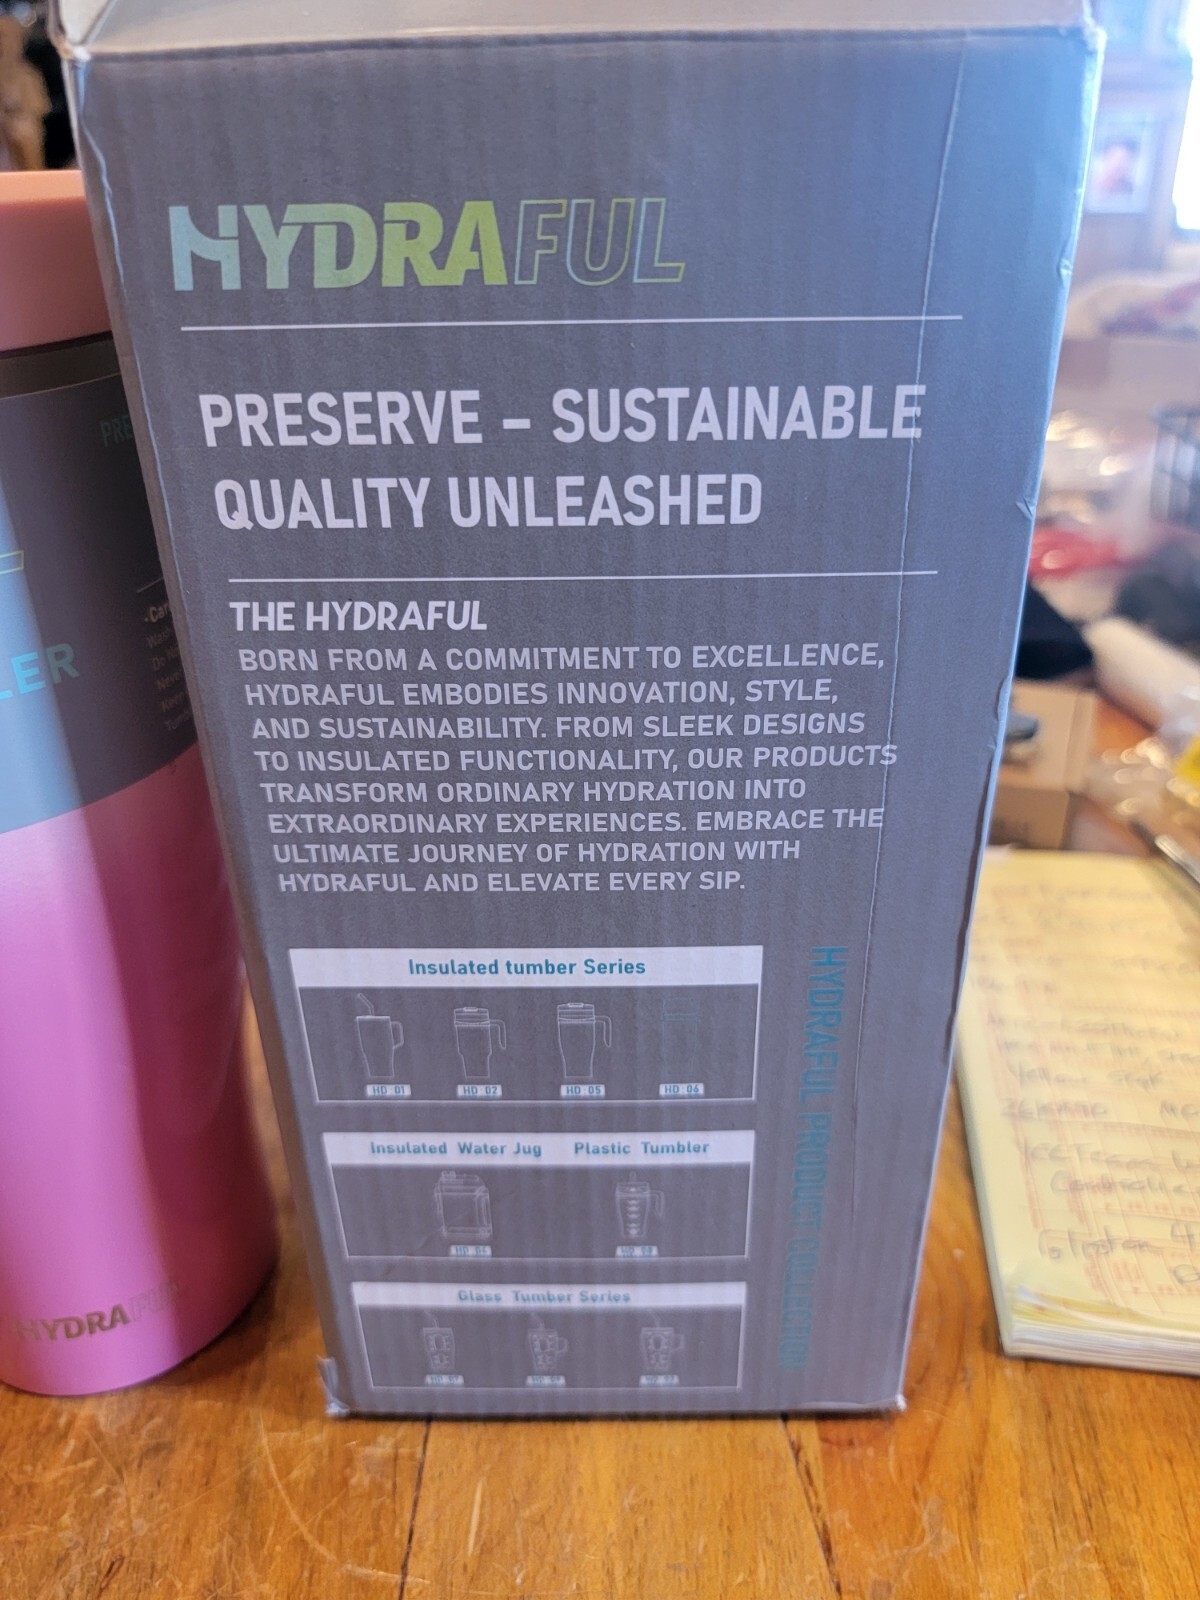 HYDRAFUL
PRESERVE – SUSTAINABLE
QUALITY UNLEASHED
THE HYDRAFUL
BORN FROM A COMMITMENT TO EXCELLENCE,
HYDRAFUL EMBODIES INNOVATION, STYLE,
AND SUSTAINABILITY. FROM SLEEK DESIGNS
TO INSULATED FUNCTIONALITY, OUR PRODUCTS
TRANSFORM ORDINARY HYDRATION INTO
EXTRAORDINARY EXPERIENCES. EMBRACE THE
ULTIMATE JOURNEY OF HYDRATION WITH
HYDRAFUL AND ELEVATE EVERY SIP.
Insulated tumber Series
HD 01 HD 02 HD 05 HD 06
Insulated Water Jug Plastic Tumbler
Glass Tumber Series
HYDRAFUL PRODUCT COLLECTION
PRE
LER
HYDRAFUL